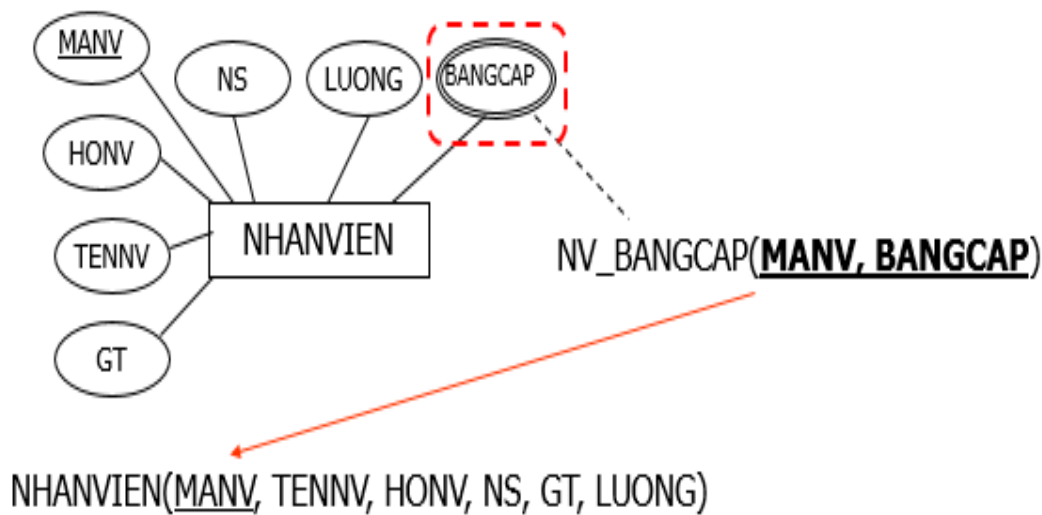 MANV
NS
LUONG
BANGCAP
HONV
TENNV
GT
NHANVIEN
NV_BANGCAP(MANV, BANGCAP)
NHANVIEN(MANV, TENNV, HONV, NS, GT, LUONG)